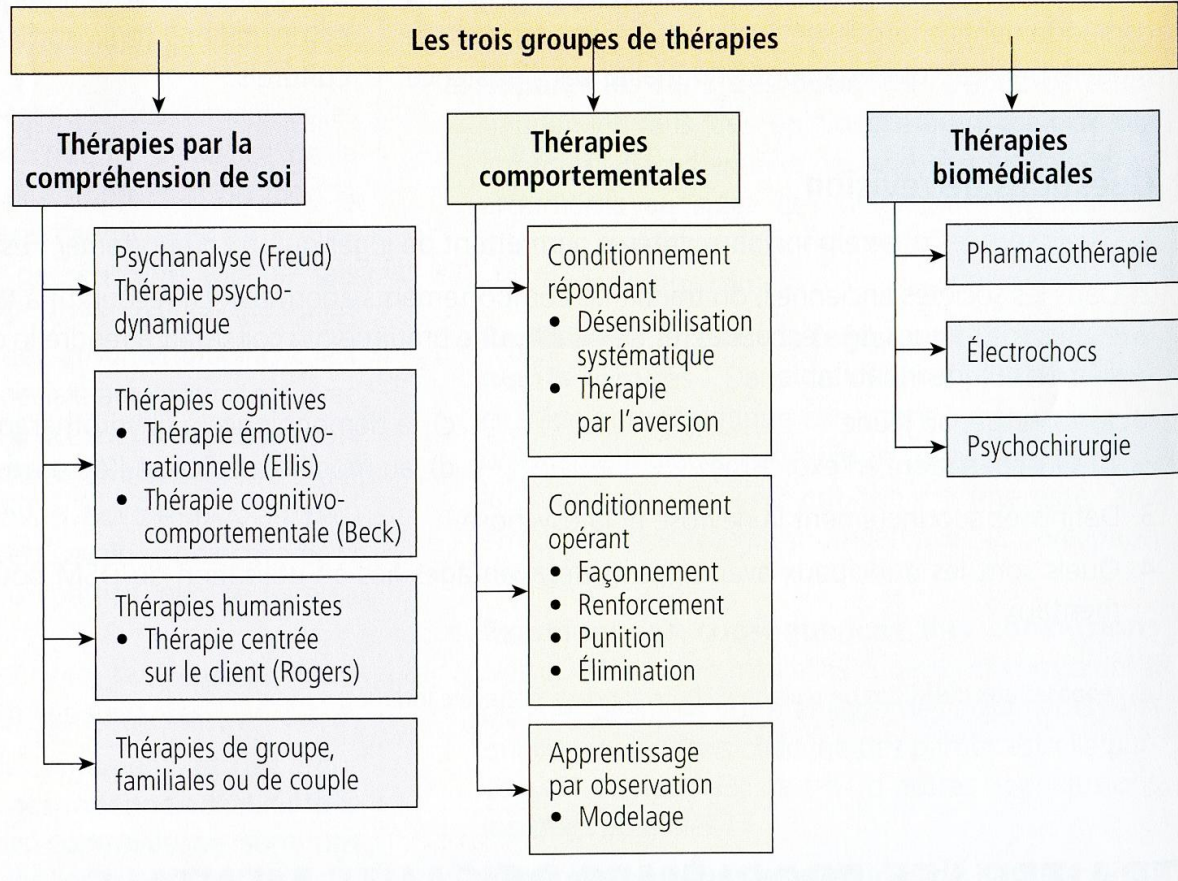 Les trois groupes de thérapies
Thérapies par la
compréhension de soi
Psychanalyse (Freud)
Thérapie psycho-
dynamique
Thérapies cognitives
• Thérapie émotivo-
rationnelle (Ellis)
• Thérapie cognitivo-
comportementale (Beck)
Thérapies humanistes
• Thérapie centrée
sur le client (Rogers)
Thérapies de groupe,
familiales ou de couple
Thérapies
comportementales
Conditionnement
répondant
• Désensibilisation
systématique
• Thérapie
par l'aversion
Conditionnement
opérant
• Façonnement
• Renforcement
• Punition
• Élimination
Apprentissage
par observation
• Modelage
Thérapies
biomédicales
Pharmacothérapie
Électrochocs
Psychochirurgie